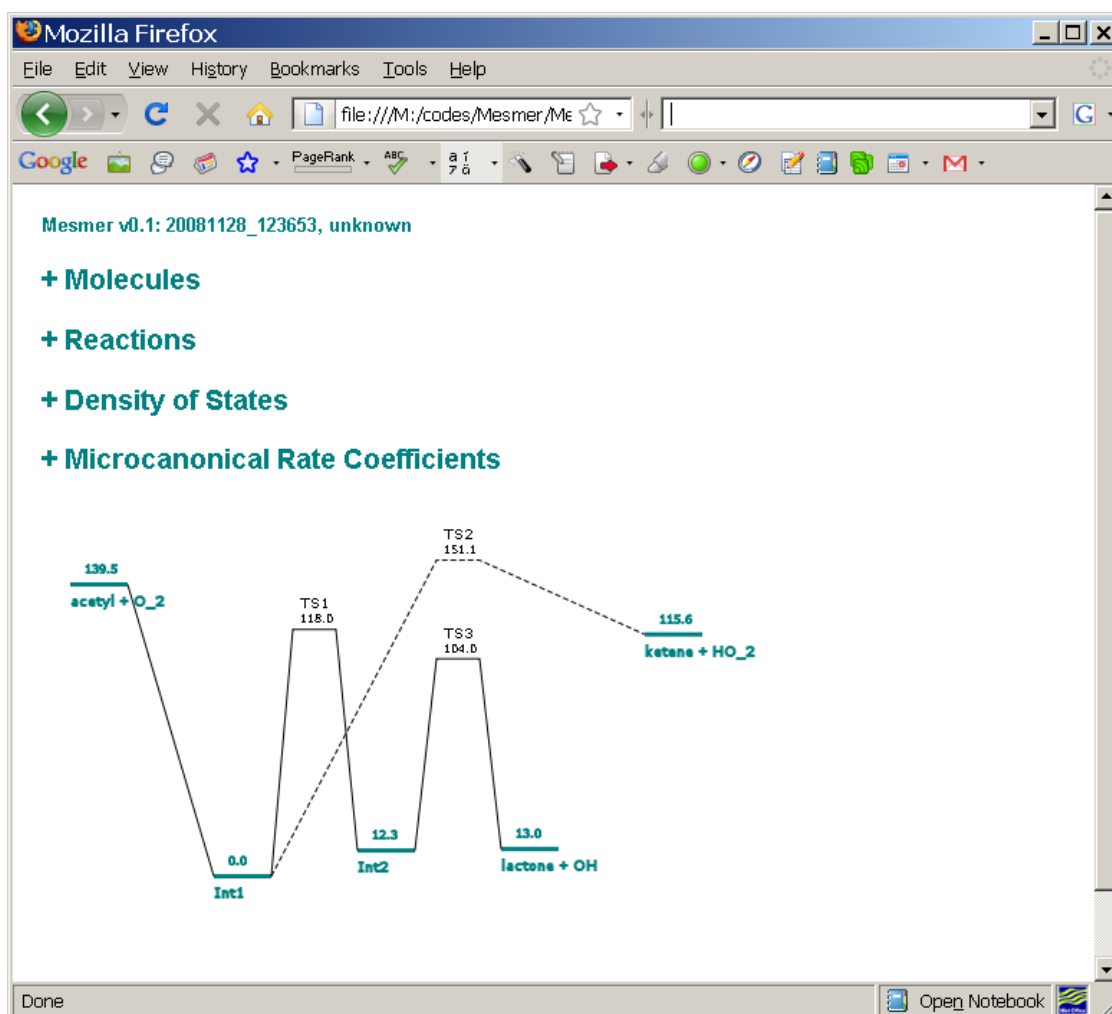 Mozilla Firefox
File Edit View History Bookmarks Tools Help
file:///M:/codes/Mesmer/Me G
Google PageRank ABC
Mesmer v0.1: 20081128_123653, unknown
+ Molecules
+ Reactions
+ Density of States
+ Microcanonical Rate Coefficients
TS2
151.1
139.5
acetyl + O_2
TS1
118.0
115.6
ketene + HO_2
TS3
104.0
12.3
Int2
13.0
lactone + OH
0.0
Int1
Done Open Notebook